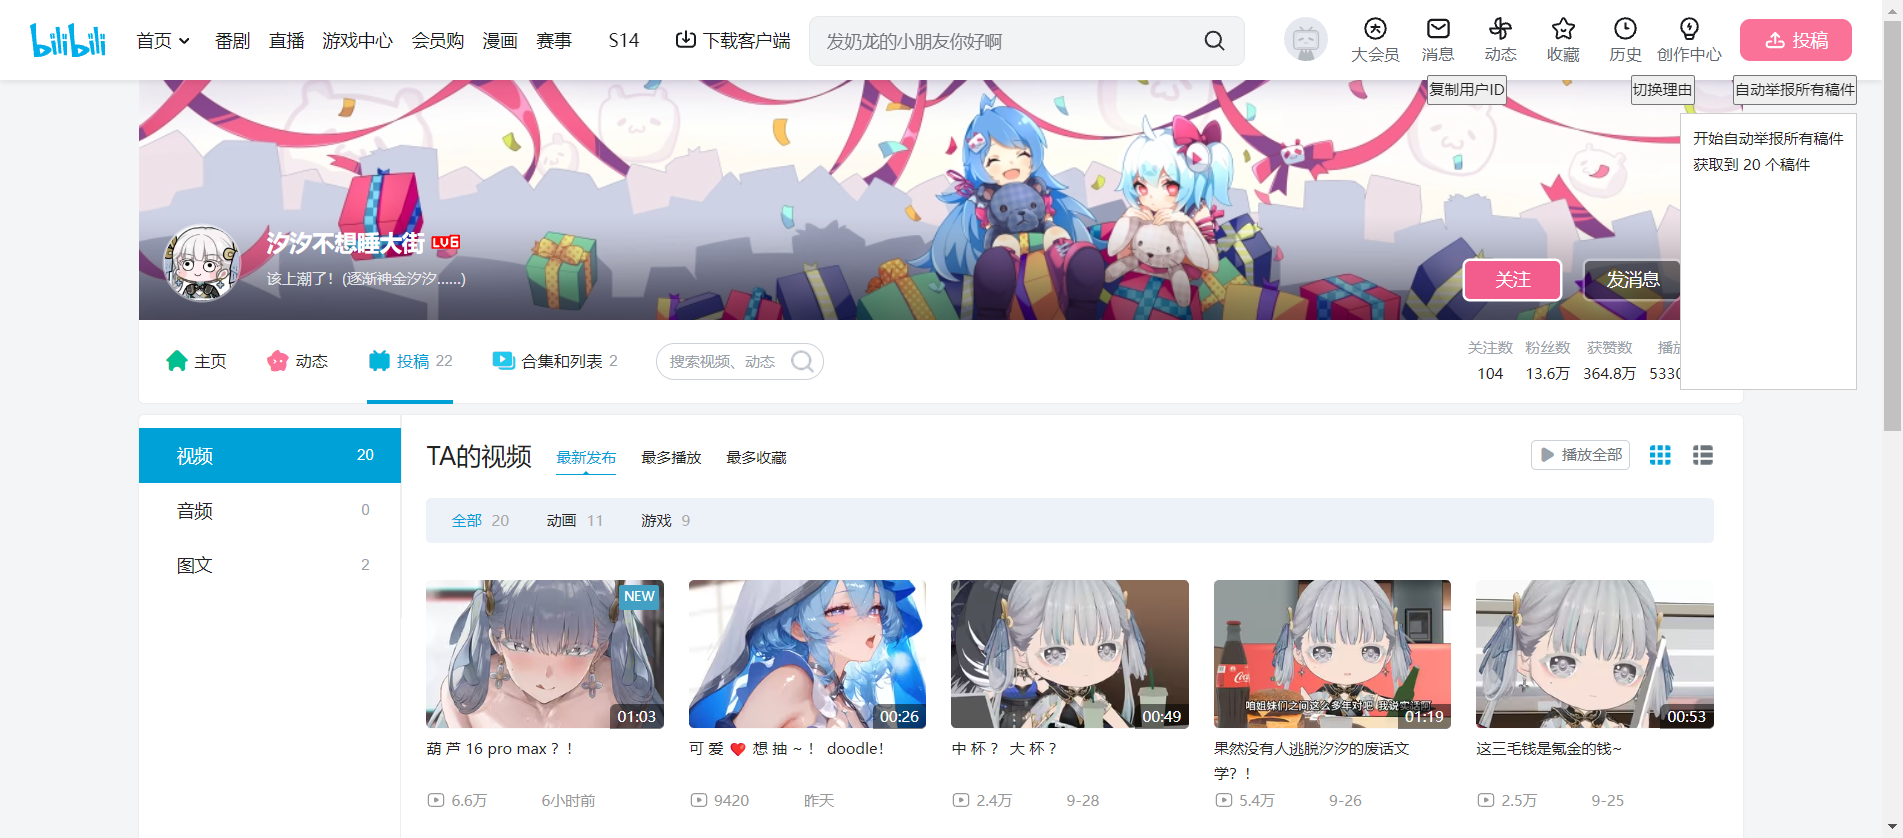 bilibili
首页
番剧
直播
游戏中心
会员购
漫画
赛事
S14
下载客户端
发奶龙的小朋友你好啊
大会员
消息
动态
收藏
历史
创作中心
投稿
复制用户ID
切换理由
自动举报所有稿件
开始自动举报所有稿件
获取到 20 个稿件
汐汐不想睡大街 LV6
该上潮了！(逐渐神金汐汐......)
关注
发消息
主页
动态
投稿 22
合集和列表 2
搜索视频、动态
关注数 粉丝数 获赞数
104 13.6万 364.8万 5330
视频 20
音频 0
图文 2
TA的视频
最新发布
最多播放
最多收藏
播放全部
全部 20
动画 11
游戏 9
NEW
01:03
00:26
00:49
咱姐妹们之间这么多年对吧
01:19
00:53
葫 芦 16 pro max ？！
可 爱 ❤ 想 抽 ~！ doodle！
中 杯 ？ 大 杯 ？
果然没有人逃脱汐汐的废话文
学？！
这三毛钱是氪金的钱~
6.6万 6小时前
9420 昨天
2.4万 9-28
5.4万 9-26
2.5万 9-25